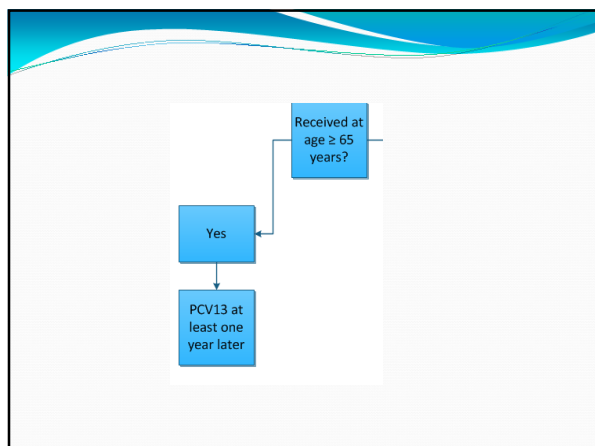 Received at
age ≥ 65
years?
Yes
PCV13 at
least one
year later